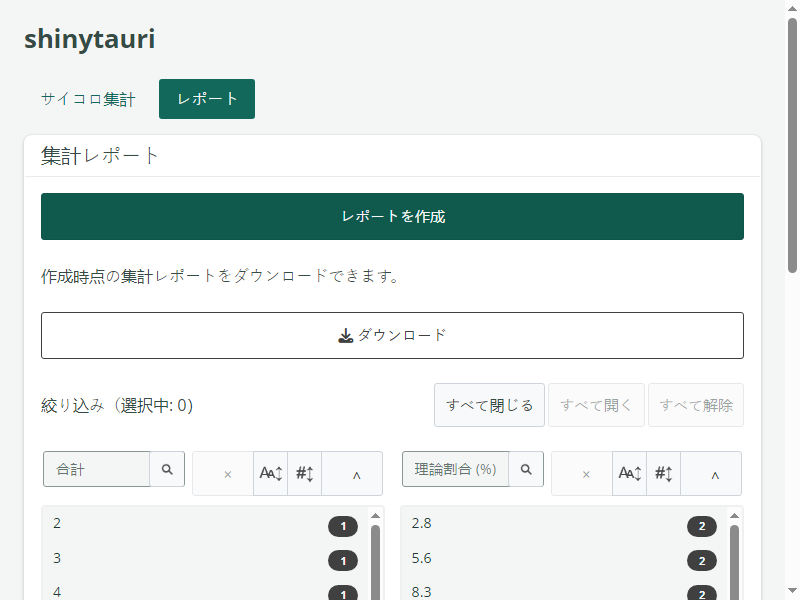 shinytauri
サイコロ集計 レポート
集計レポート
レポートを作成
作成時点の集計レポートをダウンロードできます。
ダウンロード
絞り込み（選択中: 0） すべて閉じる すべて開く すべて解除
合計 理論割合 (%)
2 1 2.8 2
3 1 5.6 2
4 1 8.3 2